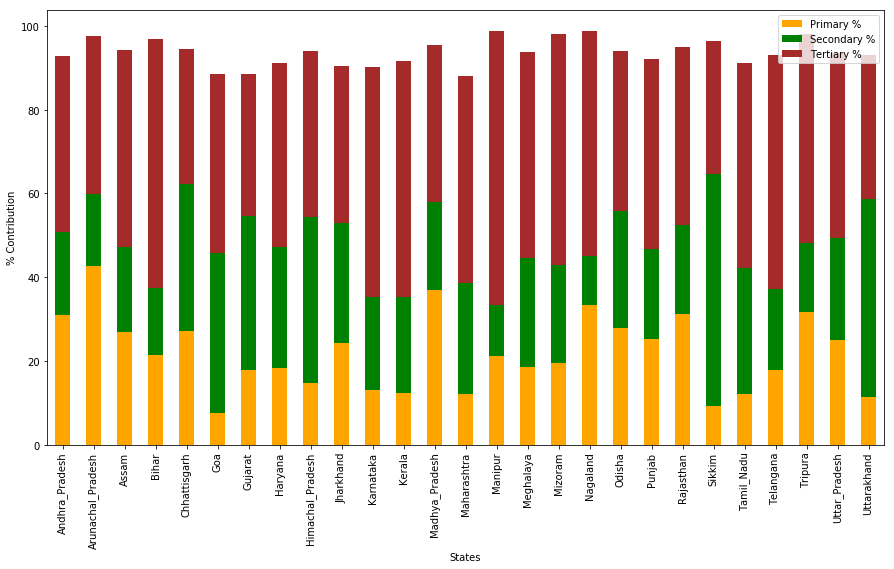 100
80
60
40
20
0
% Contribution
Primary %
Secondary %
Tertiary %
Andhra_Pradesh
Arunachal_Pradesh
Assam
Bihar
Chhattisgarh
Goa
Gujarat
Haryana
Himachal_Pradesh
Jharkhand
Karnataka
Kerala
Madhya_Pradesh
Maharashtra
Manipur
Meghalaya
Mizoram
Nagaland
Odisha
Punjab
Rajasthan
Sikkim
Tamil_Nadu
Telangana
Tripura
Uttar_Pradesh
Uttarakhand
States